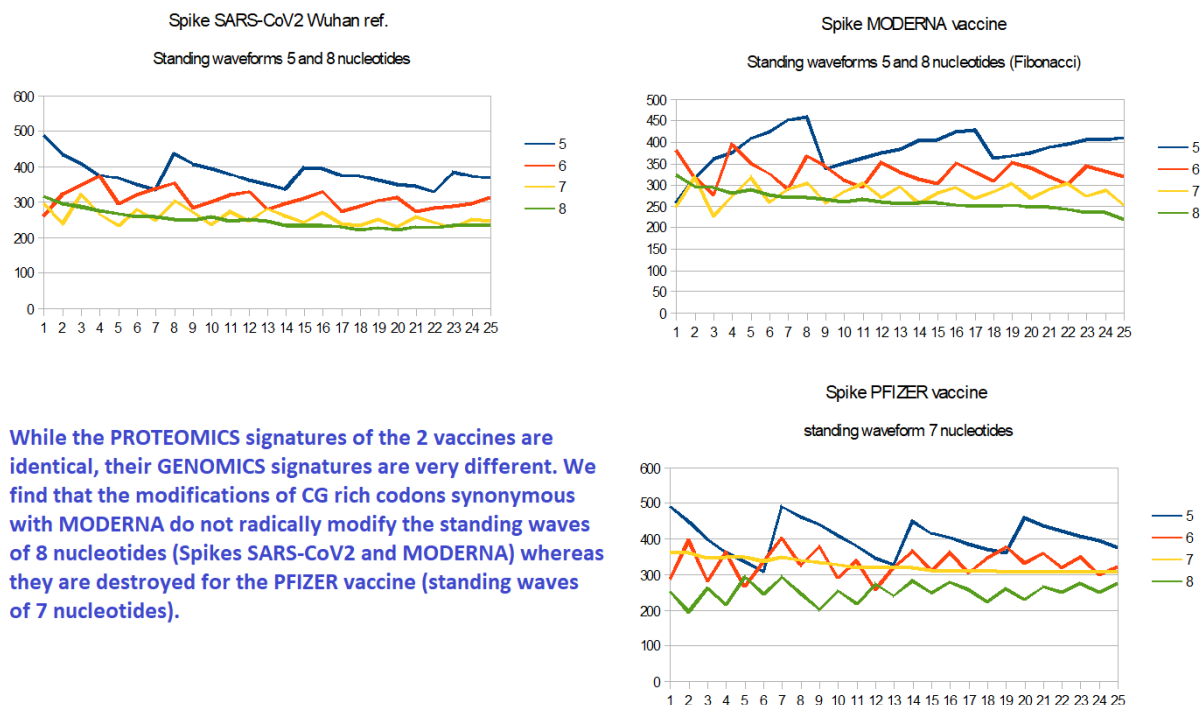 Spike SARS-CoV2 Wuhan ref.
Standing waveforms 5 and 8 nucleotides
600
500
400
300
200
100
0
1 2 3 4 5 6 7 8 9 10 11 12 13 14 15 16 17 18 19 20 21 22 23 24 25
5
6
7
8
Spike MODERNA vaccine
Standing waveforms 5 and 8 nucleotides (Fibonacci)
500
450
400
350
300
250
200
150
100
50
0
1 2 3 4 5 6 7 8 9 10 11 12 13 14 15 16 17 18 19 20 21 22 23 24 25
5
6
7
8
While the PROTEOMICS signatures of the 2 vaccines are
identical, their GENOMICS signatures are very different. We
find that the modifications of CG rich codons synonymous
with MODERNA do not radically modify the standing waves
of 8 nucleotides (Spikes SARS-CoV2 and MODERNA) whereas
they are destroyed for the PFIZER vaccine (standing waves
of 7 nucleotides).
Spike PFIZER vaccine
standing waveform 7 nucleotides
600
500
400
300
200
100
0
1 2 3 4 5 6 7 8 9 10 11 12 13 14 15 16 17 18 19 20 21 22 23 24 25
5
6
7
8